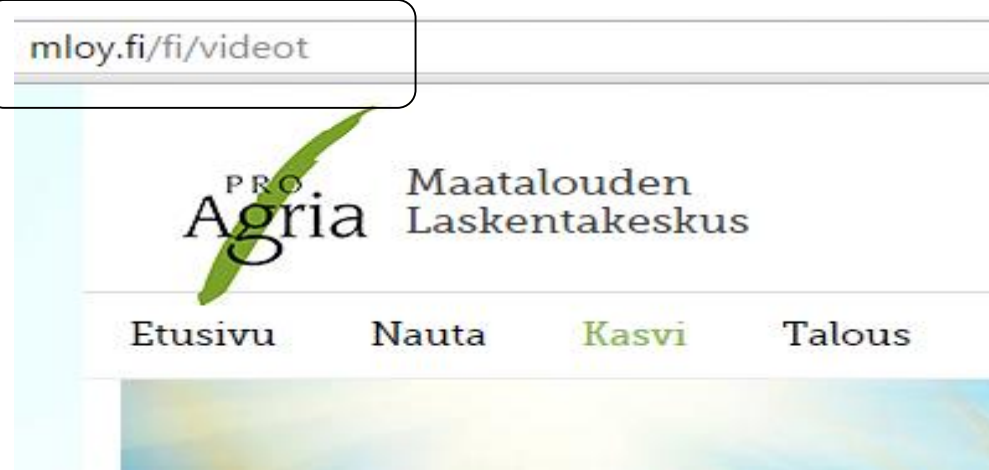 mloy.fi/fi/videot
PRO
Agria
Maatalouden
Laskentakeskus
Etusivu Nauta Kasvi Talous